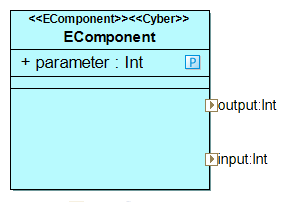 <<EComponent>><<Cyber>>
EComponent
+ parameter : Int P
output:Int
input:Int